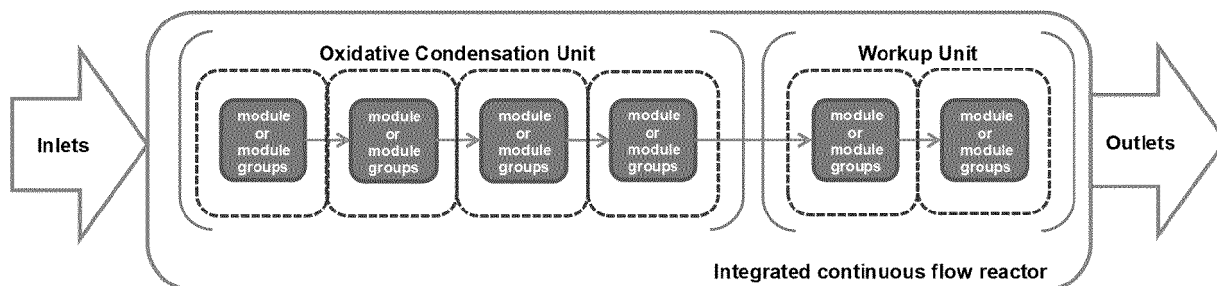 Oxidative Condensation Unit
Workup Unit
Inlets
module
or
module
groups
module
or
module
groups
module
or
module
groups
module
or
module
groups
module
or
module
groups
module
or
module
groups
Outlets
Integrated continuous flow reactor